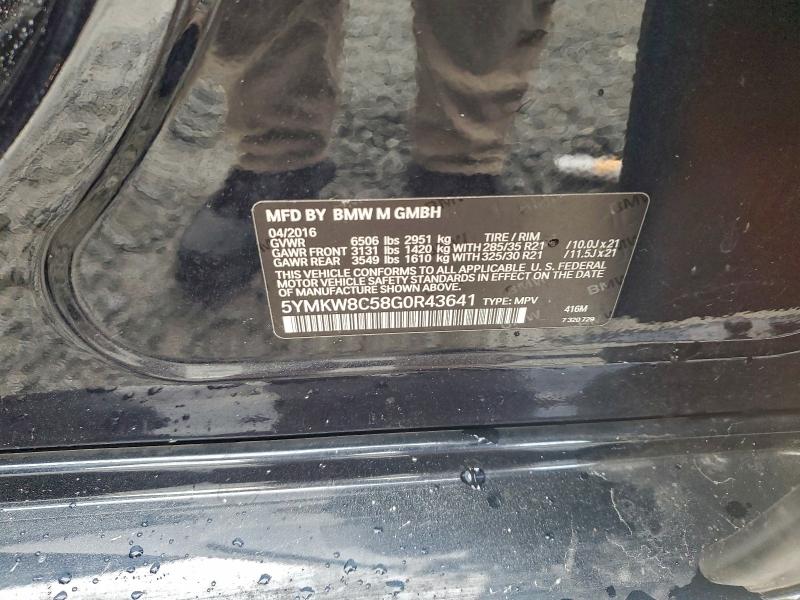 MFD BY BMW M GMBH
04/2016
GVWR 6506 lbs 2951 kg TIRE / RIM
GAWR FRONT 3131 lbs 1420 kg WITH 285/35 R21 /10.0J x 21
GAWR REAR 3549 lbs 1610 kg WITH 325/30 R21 /11.5J x 21
THIS VEHICLE CONFORMS TO ALL APPLICABLE U.S. FEDERAL
MOTOR VEHICLE SAFETY STANDARDS IN EFFECT ON THE DATE
OF MANUFACTURE SHOWN ABOVE.
5YMKW8C58G0R43641 TYPE: MPV 416M
7 320 729